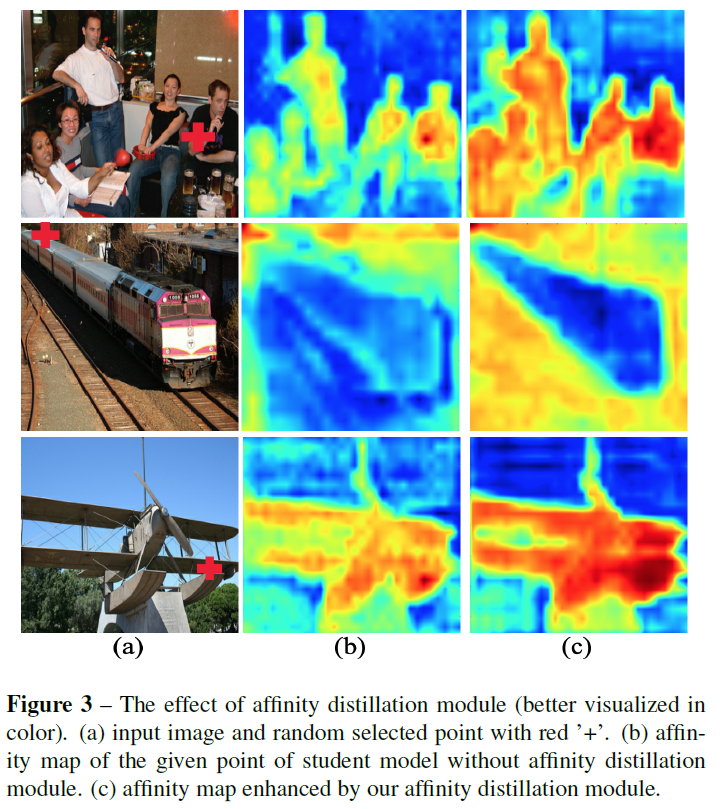 (a) (b) (c)
Figure 3 – The effect of affinity distillation module (better visualized in
color). (a) input image and random selected point with red ’+’. (b) affin-
ity map of the given point of student model without affinity distillation
module. (c) affinity map enhanced by our affinity distillation module.